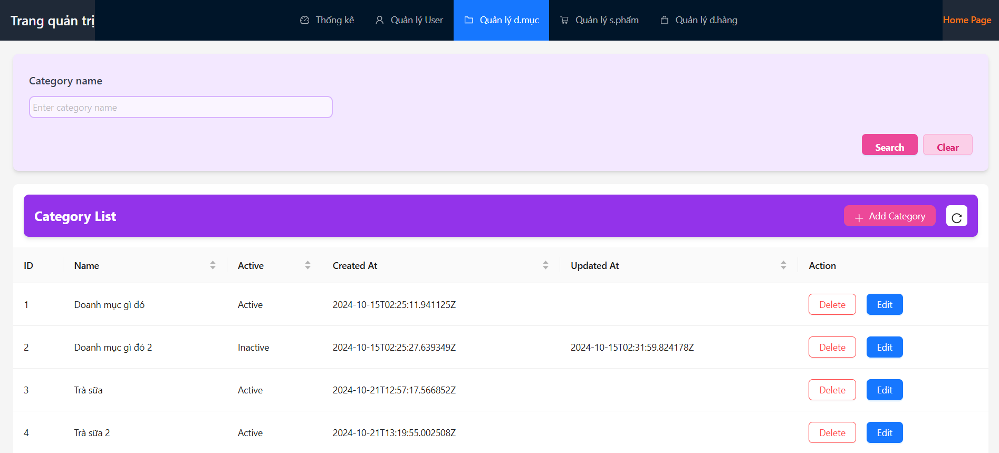 Trang quản trị
Thống kê
Quản lý User
Quản lý d.mục
Quản lý s.phẩm
Quản lý đ.hàng
Home Page
Category name
Enter category name
Search
Clear
Category List
Add Category
ID Name Active Created At Updated At Action
1 Doanh mục gì đó Active 2024-10-15T02:25:11.941125Z Delete Edit
2 Doanh mục gì đó 2 Inactive 2024-10-15T02:25:27.639349Z 2024-10-15T02:31:59.824178Z Delete Edit
3 Trà sữa Active 2024-10-21T12:57:17.566852Z Delete Edit
4 Trà sữa 2 Active 2024-10-21T13:19:55.002508Z Delete Edit